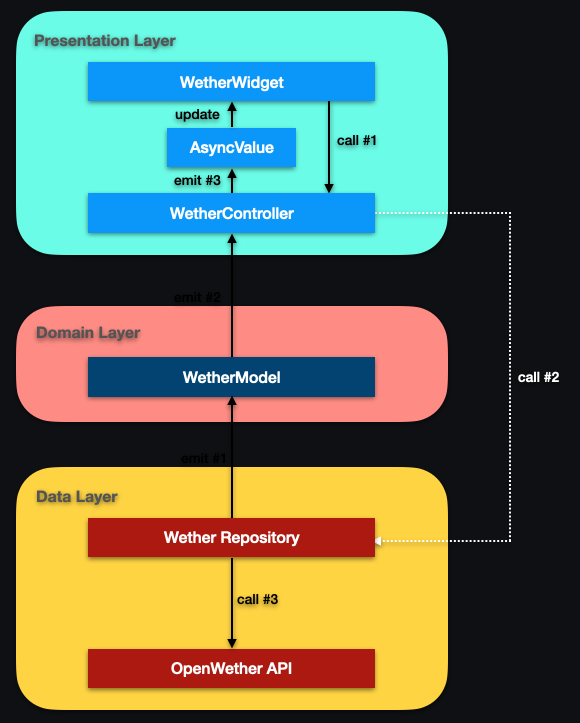 Presentation Layer
WetherWidget
update
call #1
AsyncValue
emit #3
WetherController
emit #2
Domain Layer
WetherModel
call #2
emit #1
Data Layer
Wether Repository
call #3
OpenWether API